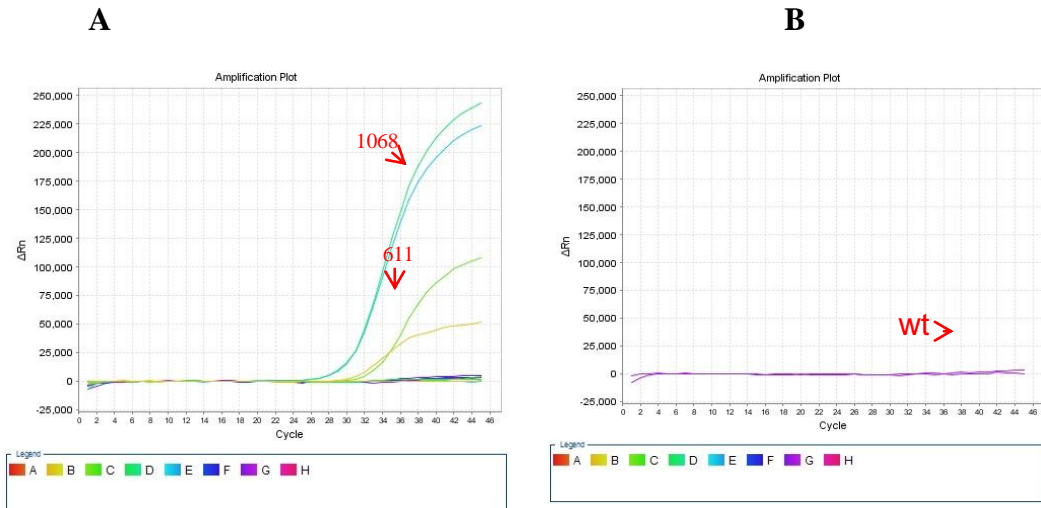 A
Amplification Plot
250,000
225,000
200,000
175,000
150,000
125,000
100,000
75,000
50,000
25,000
0
-25,000
ΔRn
1068
611
0 2 4 6 8 10 12 14 16 18 20 22 24 26 28 30 32 34 36 38 40 42 44 46
Cycle
Legend
A B C D E F G H
B
Amplification Plot
250,000
225,000
200,000
175,000
150,000
125,000
100,000
75,000
50,000
25,000
0
-25,000
ΔRn
wt
0 2 4 6 8 10 12 14 16 18 20 22 24 26 28 30 32 34 36 38 40 42 44 46
Cycle
Legend
A B C D E F G H